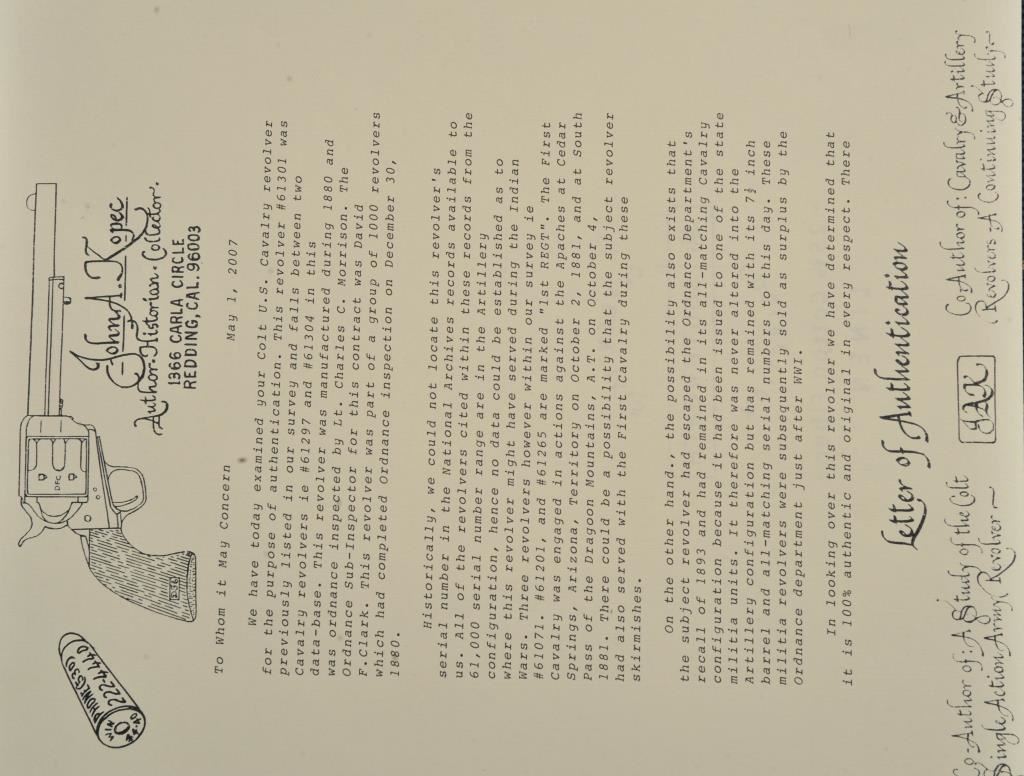 John A. Kopec
Author·Historian·Collector.
1366 CARLA CIRCLE
REDDING, CAL. 96003
PHONE (530)
222-4440
WIN
44-40
DFC
To Whom it May Concern May 1, 2007
We have today examined your Colt U.S. Cavalry revolver
for the purpose of authentication. This revolver #61301 was
previously listed in our survey and falls between two
Cavalry revolvers ie #61297 and #61304 in this
data-base. This revolver was manufactured during 1880 and
was ordnance inspected by Lt. Charles C. Morrison. The
Ordnance Sub-Inspector for this contract was David
F.Clark. This revolver was part of a group of 1000 revolvers
which had completed Ordnance inspection on December 30,
1880.
Historically, we could not locate this revolver's
serial number in the National Archives records available to
us. All of the revolvers cited within these records from the
61,000 serial number range are in the Artillery
configuration, hence no data could be established as to
where this revolver might have served during the Indian
Wars. Three revolvers however within our survey ie
#61071, #61201, and #61265 are marked "1st REGT". The First
Cavalry was engaged in actions against the Apaches at Cedar
Springs, Arizona, Territory on October 2, 1881, and at South
Pass of the Dragoon Mountains, A.T. on October 4,
1881. There could be a possibility that the subject revolver
had also served with the First Cavalry during these
skirmishes.
On the other hand., the possibility also exists that
the subject revolver had escaped the Ordnance Department's
recall of 1893 and had remained in its all-matching Cavalry
configuration because it had been issued to one of the state
militia units. It therefore was never altered into the
Artillery configuration but has remained with its 7½ inch
barrel and all-matching serial numbers to this day. These
militia revolvers were subsequently sold as surplus by the
Ordnance department just after WWI.
In looking over this revolver we have determined that
it is 100% authentic and original in every respect. There
Letter of Authentication
Co-Author of: A Study of the Colt
Single Action Army Revolver~
JAK
Co Author of: Cavalry & Artillery
Revolvers~A Continuing Study~